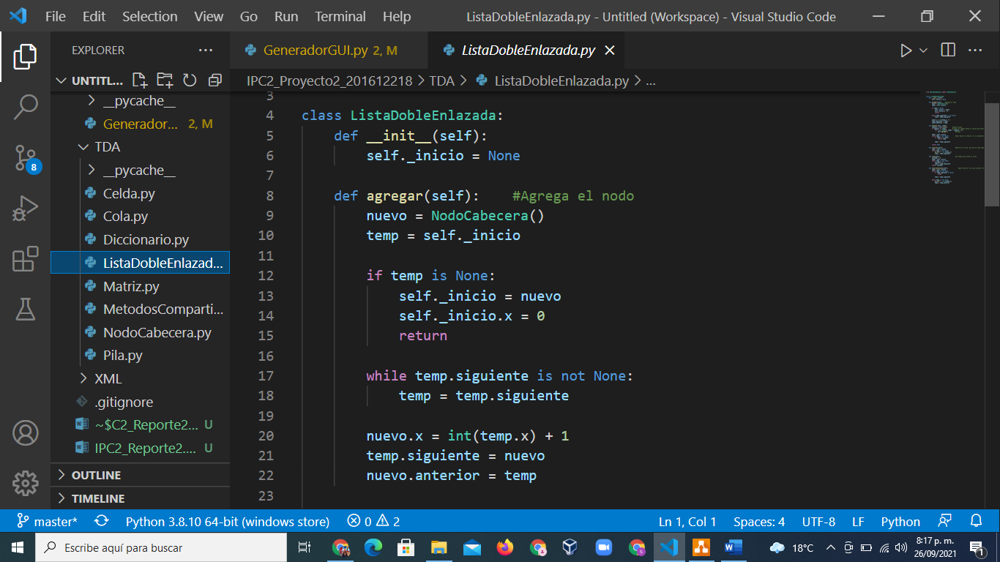 File Edit Selection View Go Run Terminal Help ListaDobleEnlazada.py - Untitled (Workspace) - Visual Studio Code
EXPLORER ...
GeneradorGUI.py 2, M
ListaDobleEnlazada.py
UNTITL...
IPC2_Proyecto2_201612218 > TDA > ListaDobleEnlazada.py > ...
__pycache__
Generador... 2, M
TDA
__pycache__
Celda.py
Cola.py
Diccionario.py
ListaDobleEnlazad...
Matriz.py
MetodosComparti...
NodoCabecera.py
Pila.py
XML
.gitignore
~$C2_Reporte2... U
IPC2_Reporte2.... U
OUTLINE
TIMELINE
8
3
4 class ListaDobleEnlazada:
5 def __init__(self):
6 self._inicio = None
7
8 def agregar(self): #Agrega el nodo
9 nuevo = NodoCabecera()
10 temp = self._inicio
11
12 if temp is None:
13 self._inicio = nuevo
14 self._inicio.x = 0
15 return
16
17 while temp.siguiente is not None:
18 temp = temp.siguiente
19
20 nuevo.x = int(temp.x) + 1
21 temp.siguiente = nuevo
22 nuevo.anterior = temp
23
master* Python 3.8.10 64-bit (windows store) 0 2 Ln 1, Col 1 Spaces: 4 UTF-8 LF Python
Escribe aquí para buscar 18°C 8:17 p. m.
26/09/2021 1